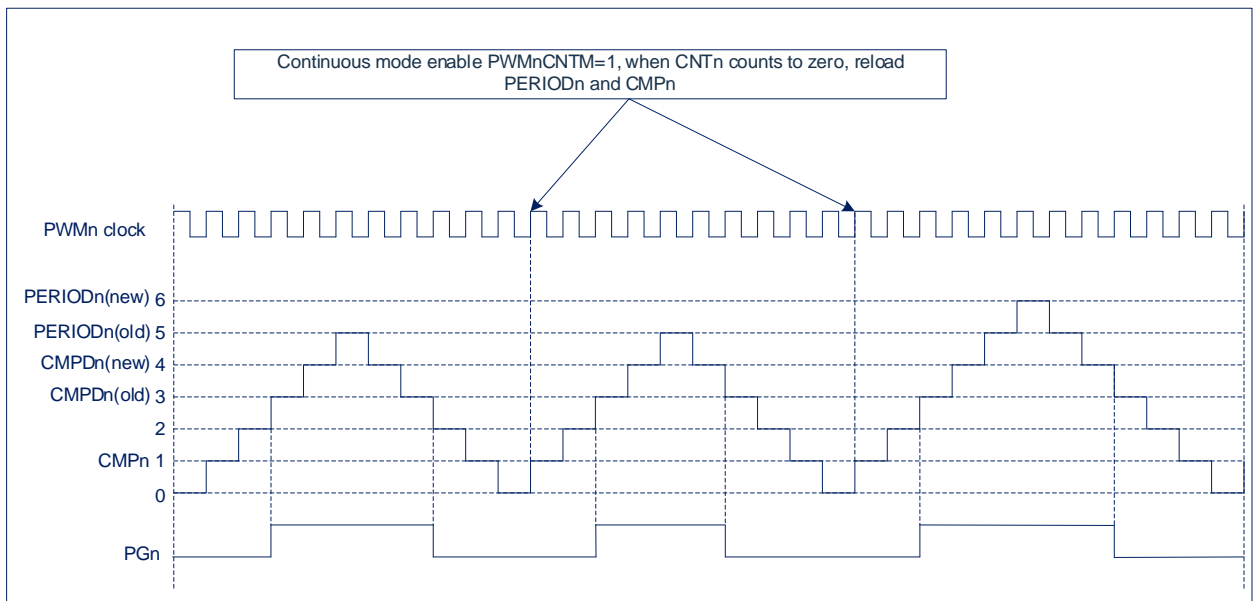 Continuous mode enable PWMnCNTM=1, when CNTn counts to zero, reload
PERIODn and CMPn
PWMn clock
PERIODn(new) 6
PERIODn(old) 5
CMPDn(new) 4
CMPDn(old) 3
2
CMPn 1
0
PGn